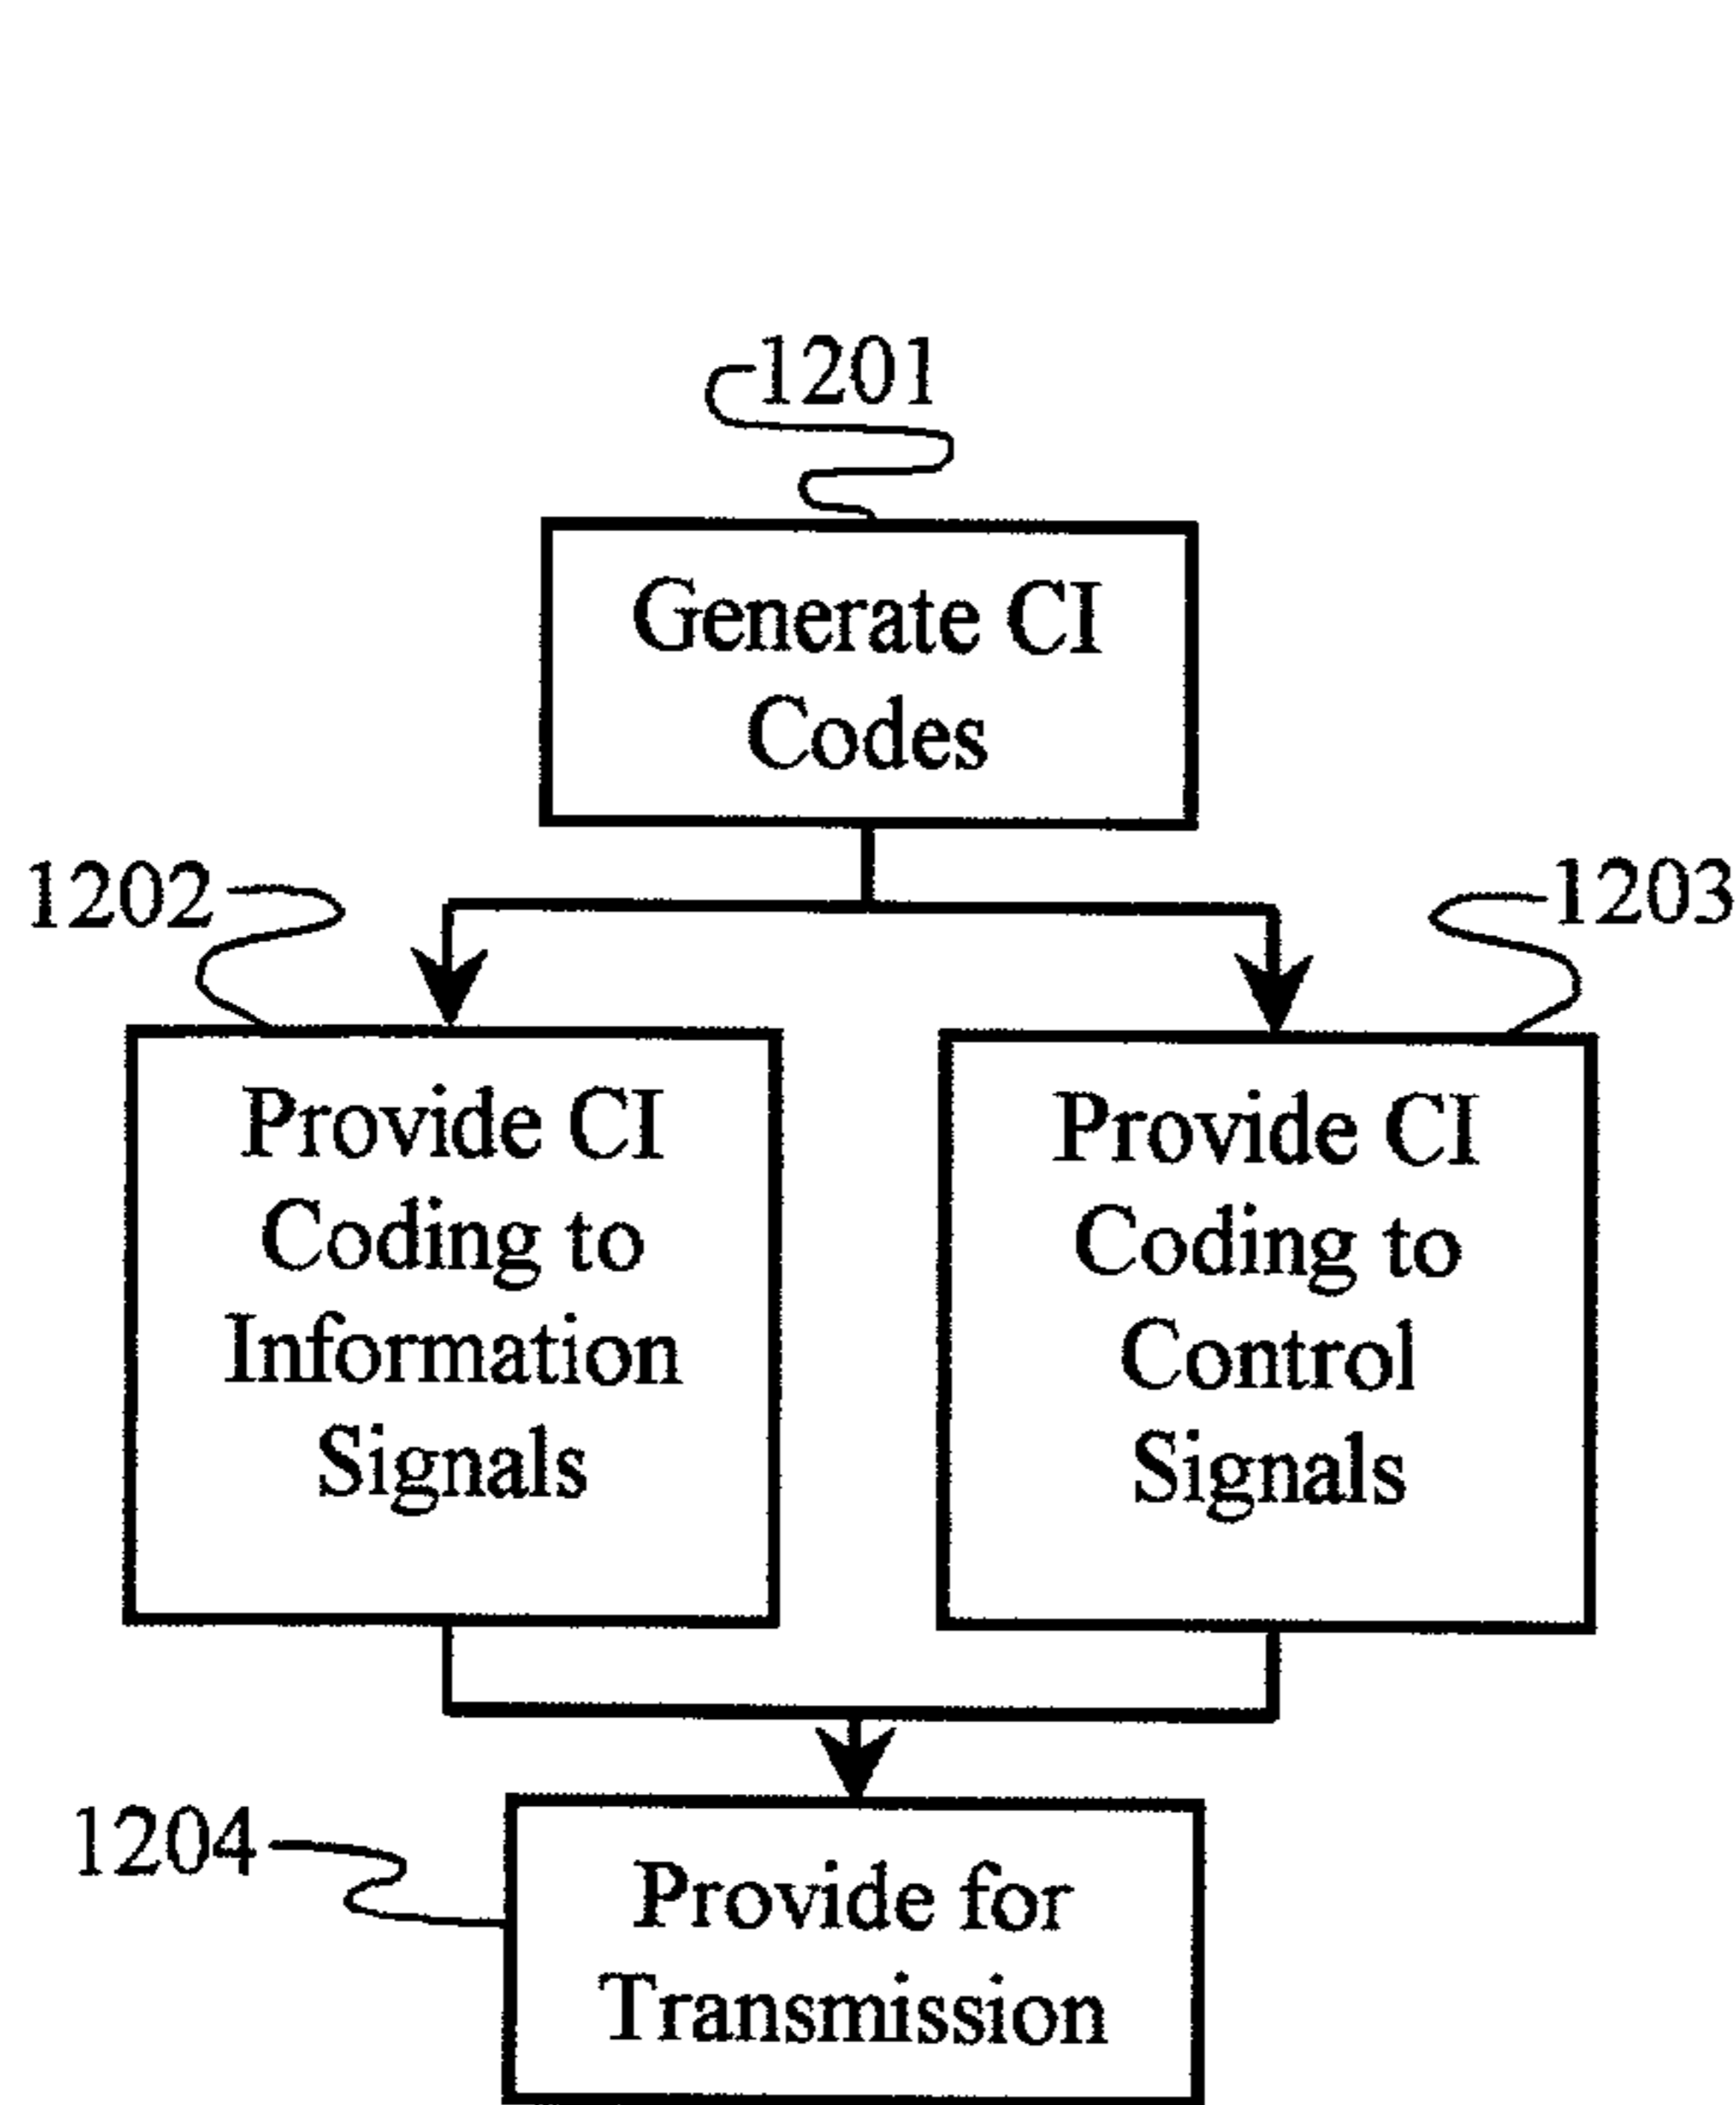 1201
Generate CI
Codes
1202
1203
Provide CI
Coding to
Information
Signals
Provide CI
Coding to
Control
Signals
1204
Provide for
Transmission